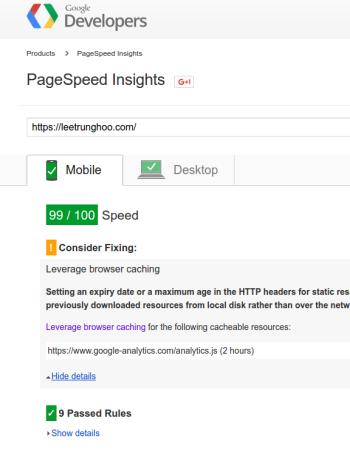 Google
Developers
Products > PageSpeed Insights
PageSpeed Insights G+1
https://leetrunghoo.com/
Mobile Desktop
99 / 100 Speed
! Consider Fixing:
Leverage browser caching
Setting an expiry date or a maximum age in the HTTP headers for static res
previously downloaded resources from local disk rather than over the netw
Leverage browser caching for the following cacheable resources:
https://www.google-analytics.com/analytics.js (2 hours)
Hide details
9 Passed Rules
Show details